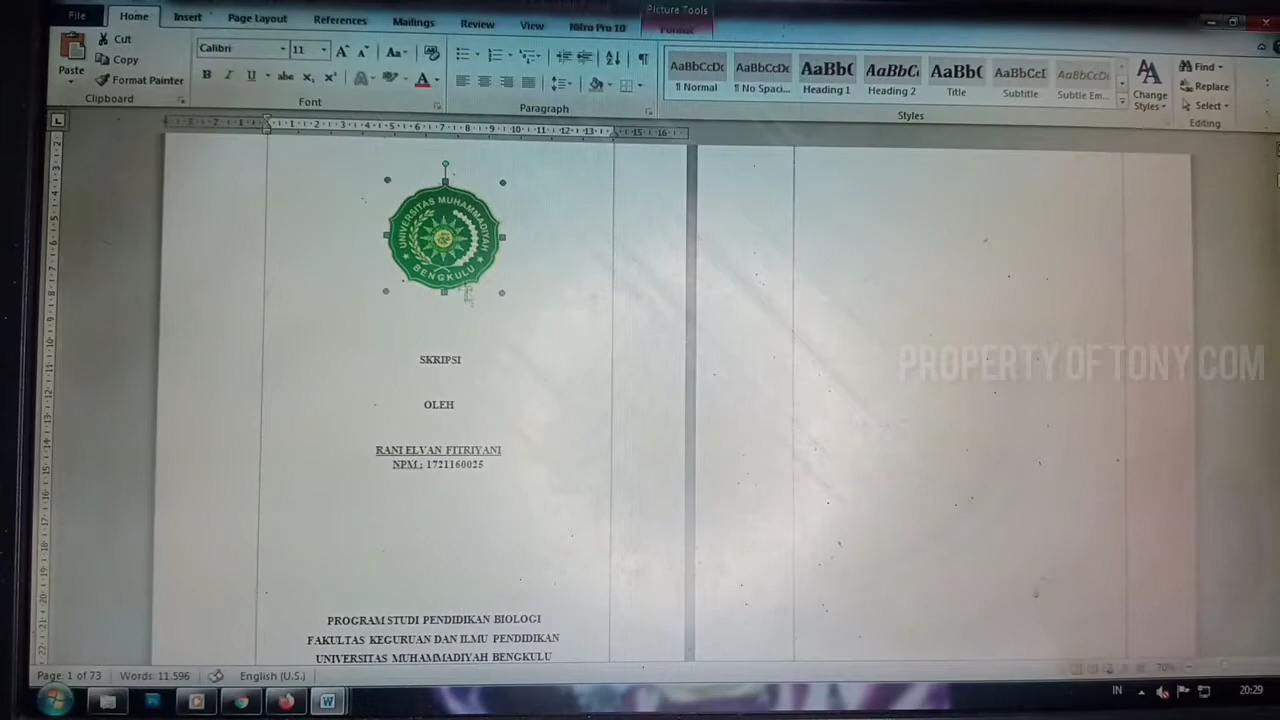 Picture Tools
File Home Insert Page Layout References Mailings Review View Nitro Pro 10 Format
Paste
Cut
Copy
Format Painter
Clipboard
Calibri 11
B I U abc
Font
Paragraph
AaBbCcDc AaBbCcDc AaBbC AaBbCc AaBbC AaBbCcI AaBbCcDc
¶ Normal ¶ No Spaci... Heading 1 Heading 2 Title Subtitle Subtle Em...
Change Styles
Styles
Find
Replace
Select
Editing
UNIVERSITAS MUHAMMADIYAH
BENGKULU
SKRIPSI
OLEH
RANI ELVAN FITRIYANI
NPM : 1721160025
PROGRAM STUDI PENDIDIKAN BIOLOGI
FAKULTAS KEGURUAN DAN ILMU PENDIDIKAN
UNIVERSITAS MUHAMMADIYAH BENGKULU
PROPERTY OF TONY COM
Page: 1 of 73 Words: 11.596 English (U.S.) 70%
IN 20:29